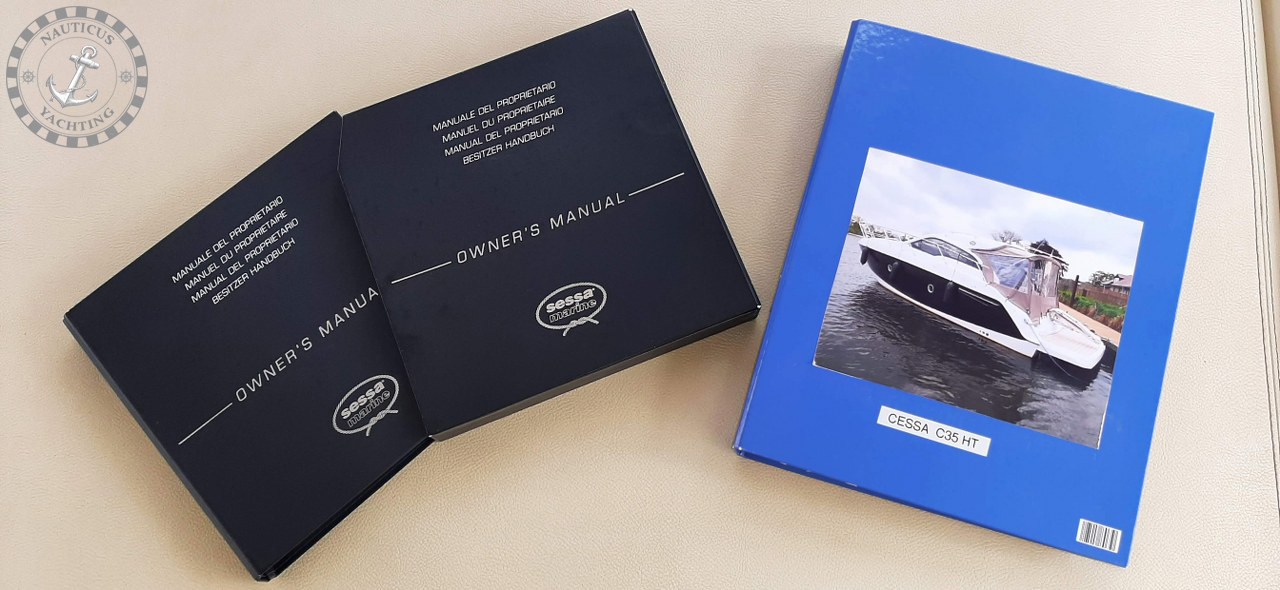 NAUTICUS
YACHTING
MANUALE DEL PROPRIETARIO
MANUEL DU PROPRIETAIRE
MANUAL DEL PROPRIETARIO
BESITZER HANDBUCH
OWNER'S MANUA
sessa
marine
MANUALE DEL PROPRIETARIO
MANUEL DU PROPRIETAIRE
MANUAL DEL PROPRIETARIO
BESITZER HANDBUCH
OWNER'S MANUAL
sessa
marine
CESSA C35 HT